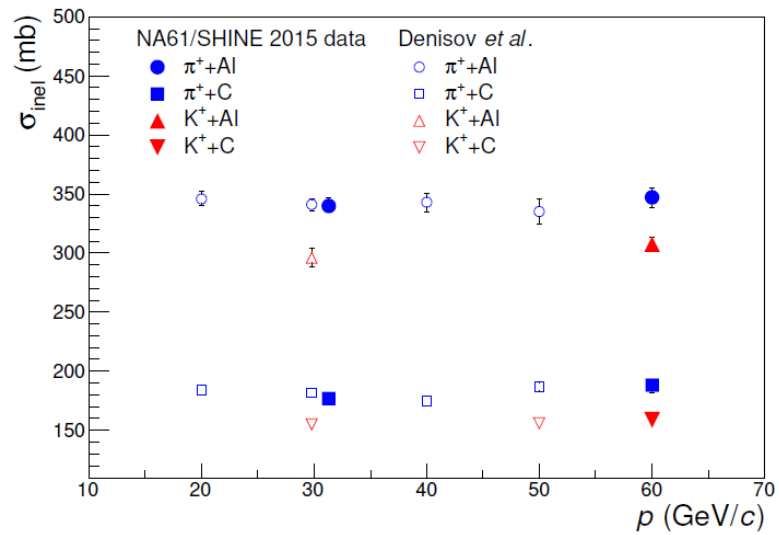 σinel (mb)
500
450
400
350
300
250
200
150
NA61/SHINE 2015 data
π⁺+Al
π⁺+C
K⁺+Al
K⁺+C
Denisov et al.
π⁺+Al
π⁺+C
K⁺+Al
K⁺+C
10 20 30 40 50 60 70
p (GeV/c)